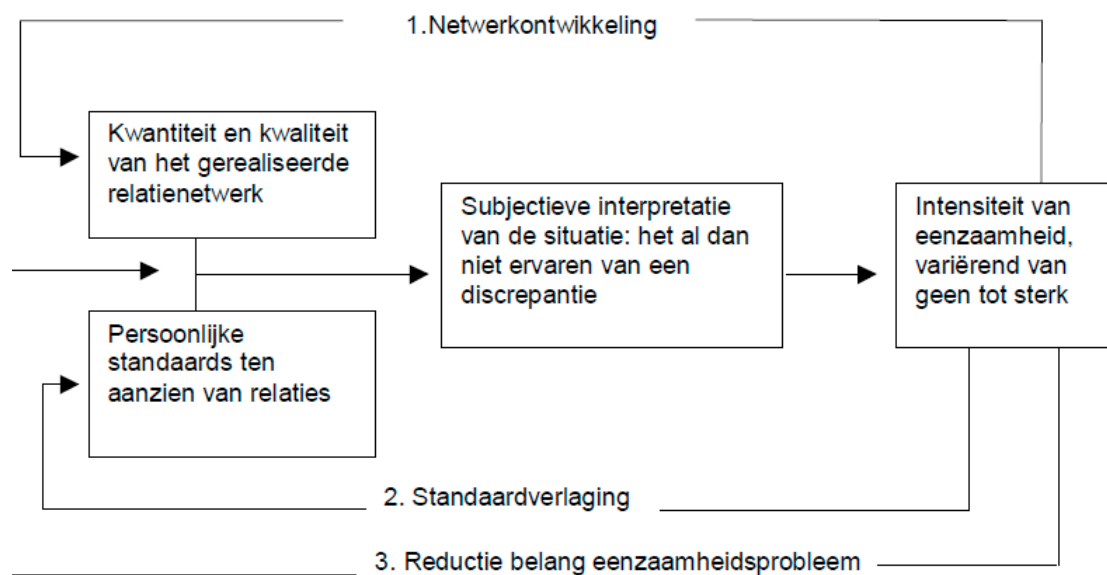 1.Netwerkontwikkeling
Kwantiteit en kwaliteit
van het gerealiseerde
relatienetwerk
Subjectieve interpretatie
van de situatie: het al dan
niet ervaren van een
discrepantie
Intensiteit van
eenzaamheid,
variërend van
geen tot sterk
Persoonlijke
standaards ten
aanzien van relaties
2. Standaardverlaging
3. Reductie belang eenzaamheidsprobleem